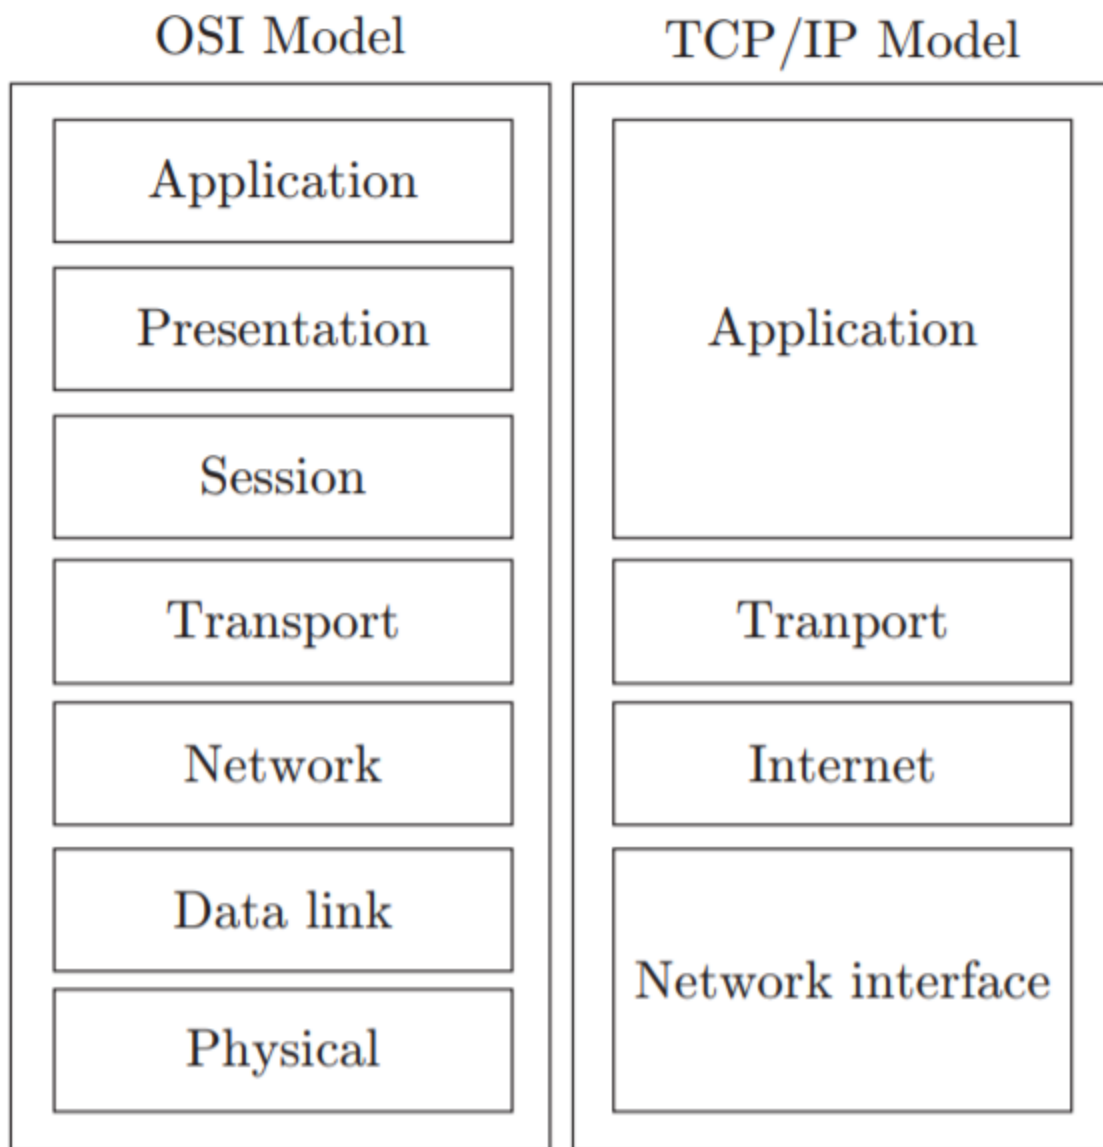 OSI Model
TCP/IP Model
Application
Presentation
Session
Transport
Network
Data link
Physical
Application
Tranport
Internet
Network interface